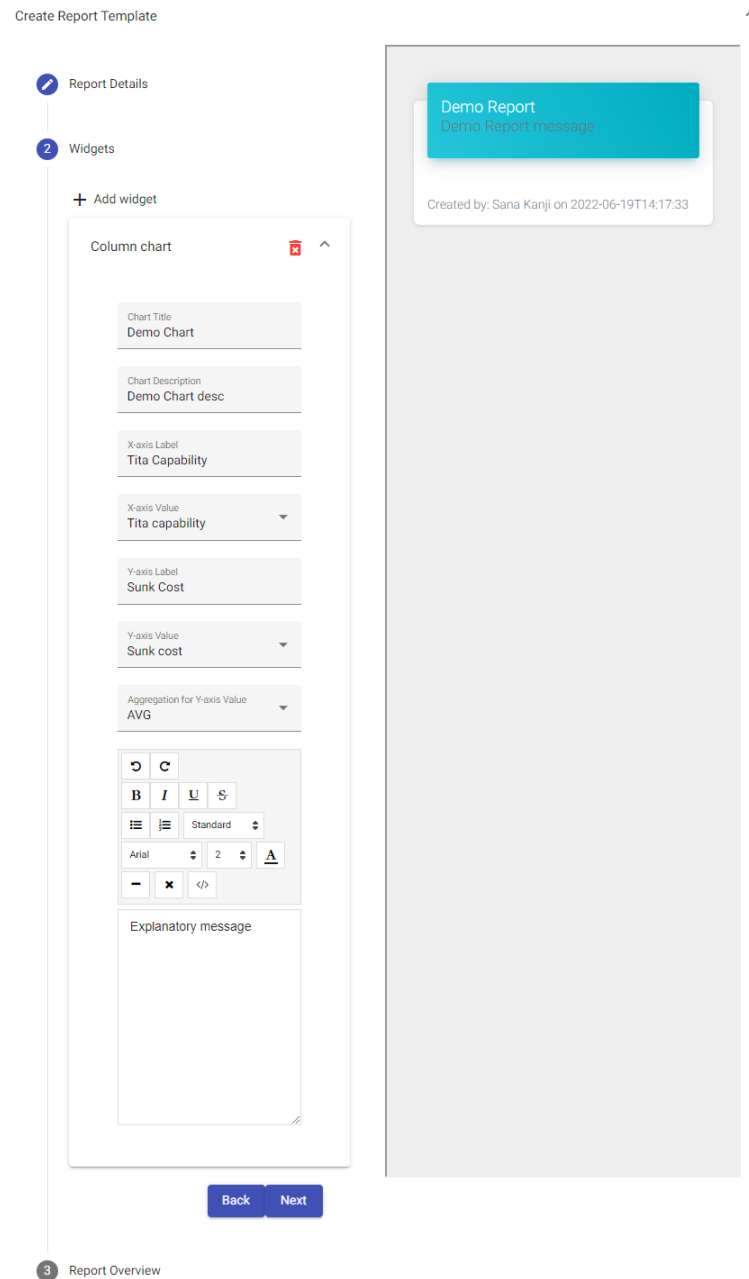 Create Report Template
Report Details
2 Widgets
Add widget
Column chart
Chart Title
Demo Chart
Chart Description
Demo Chart desc
X-axis Label
Tita Capability
X-axis Value
Tita capability
Y-axis Label
Sunk Cost
Y-axis Value
Sunk cost
Aggregation for Y-axis Value
AVG
B I U S
Standard
Arial 2 A
</>
Explanatory message
Back Next
3 Report Overview
Demo Report
Demo Report message
Created by: Sana Kanji on 2022-06-19T14:17:33